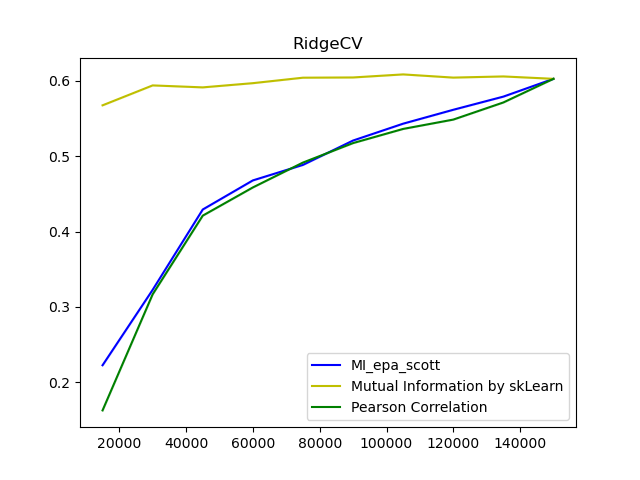 RidgeCV
0.6
0.5
0.4
0.3
0.2
MI_epa_scott
Mutual Information by skLearn
Pearson Correlation
20000 40000 60000 80000 100000 120000 140000